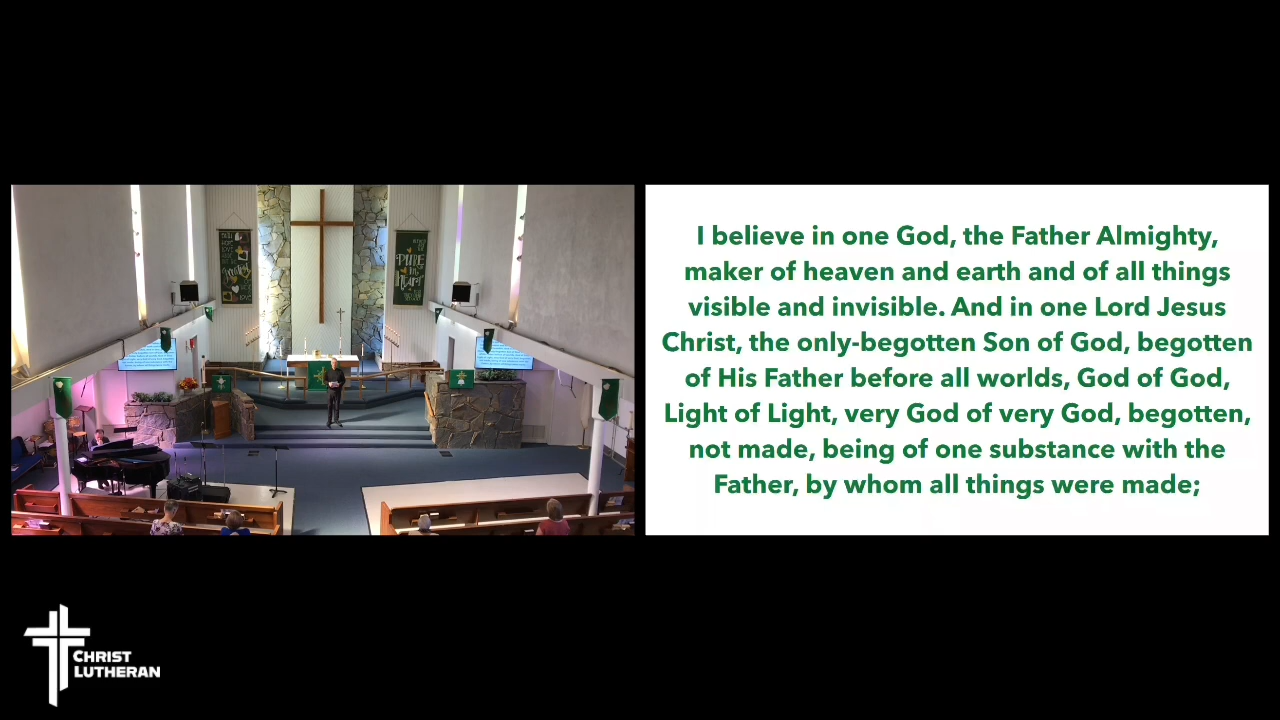 PURE
in
heart
I believe in one God, the Father Almighty,
maker of heaven and earth and of all things
visible and invisible. And in one Lord Jesus
Christ, the only-begotten Son of God, begotten
of His Father before all worlds, God of God,
Light of Light, very God of very God, begotten,
not made, being of one substance with the
Father, by whom all things were made;
CHRIST
LUTHERAN